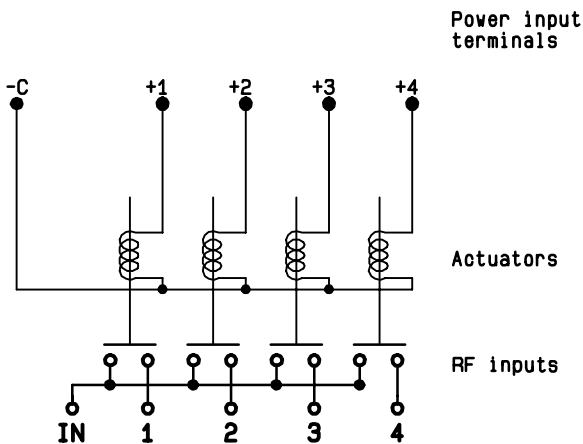 Power input
terminals
-C +1 +2 +3 +4
Actuators
RF inputs
IN 1 2 3 4